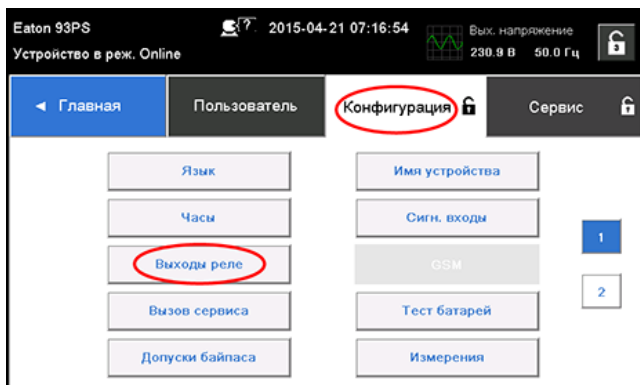 Eaton 93PS 2015-04-21 07:16:54 Вых. напряжение
Устройство в реж. Online 230.9 В 50.0 Гц
◄ Главная Пользователь Конфигурация Сервис
Язык Имя устройства
Часы Сигн. входы
1
Выходы реле GSM
2
Вызов сервиса Тест батарей
Допуски байпаса Измерения